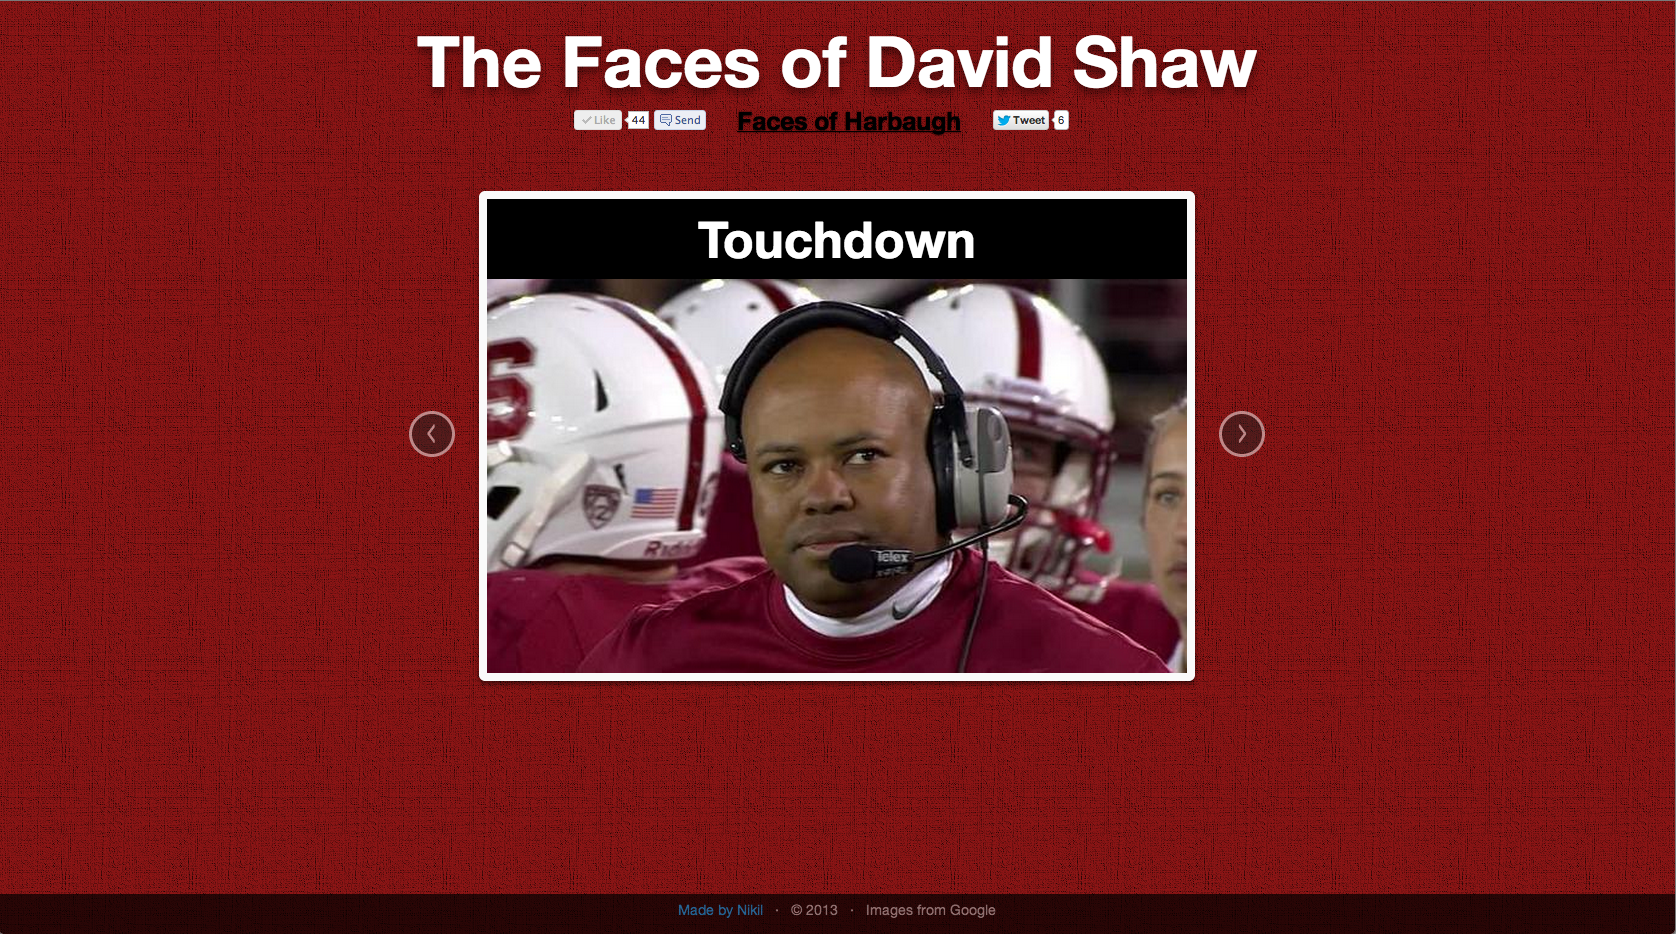 The Faces of David Shaw
Like 44 Send Faces of Harbaugh Tweet 6
Touchdown
S
Telex
Made by Nikil · © 2013 · Images from Google